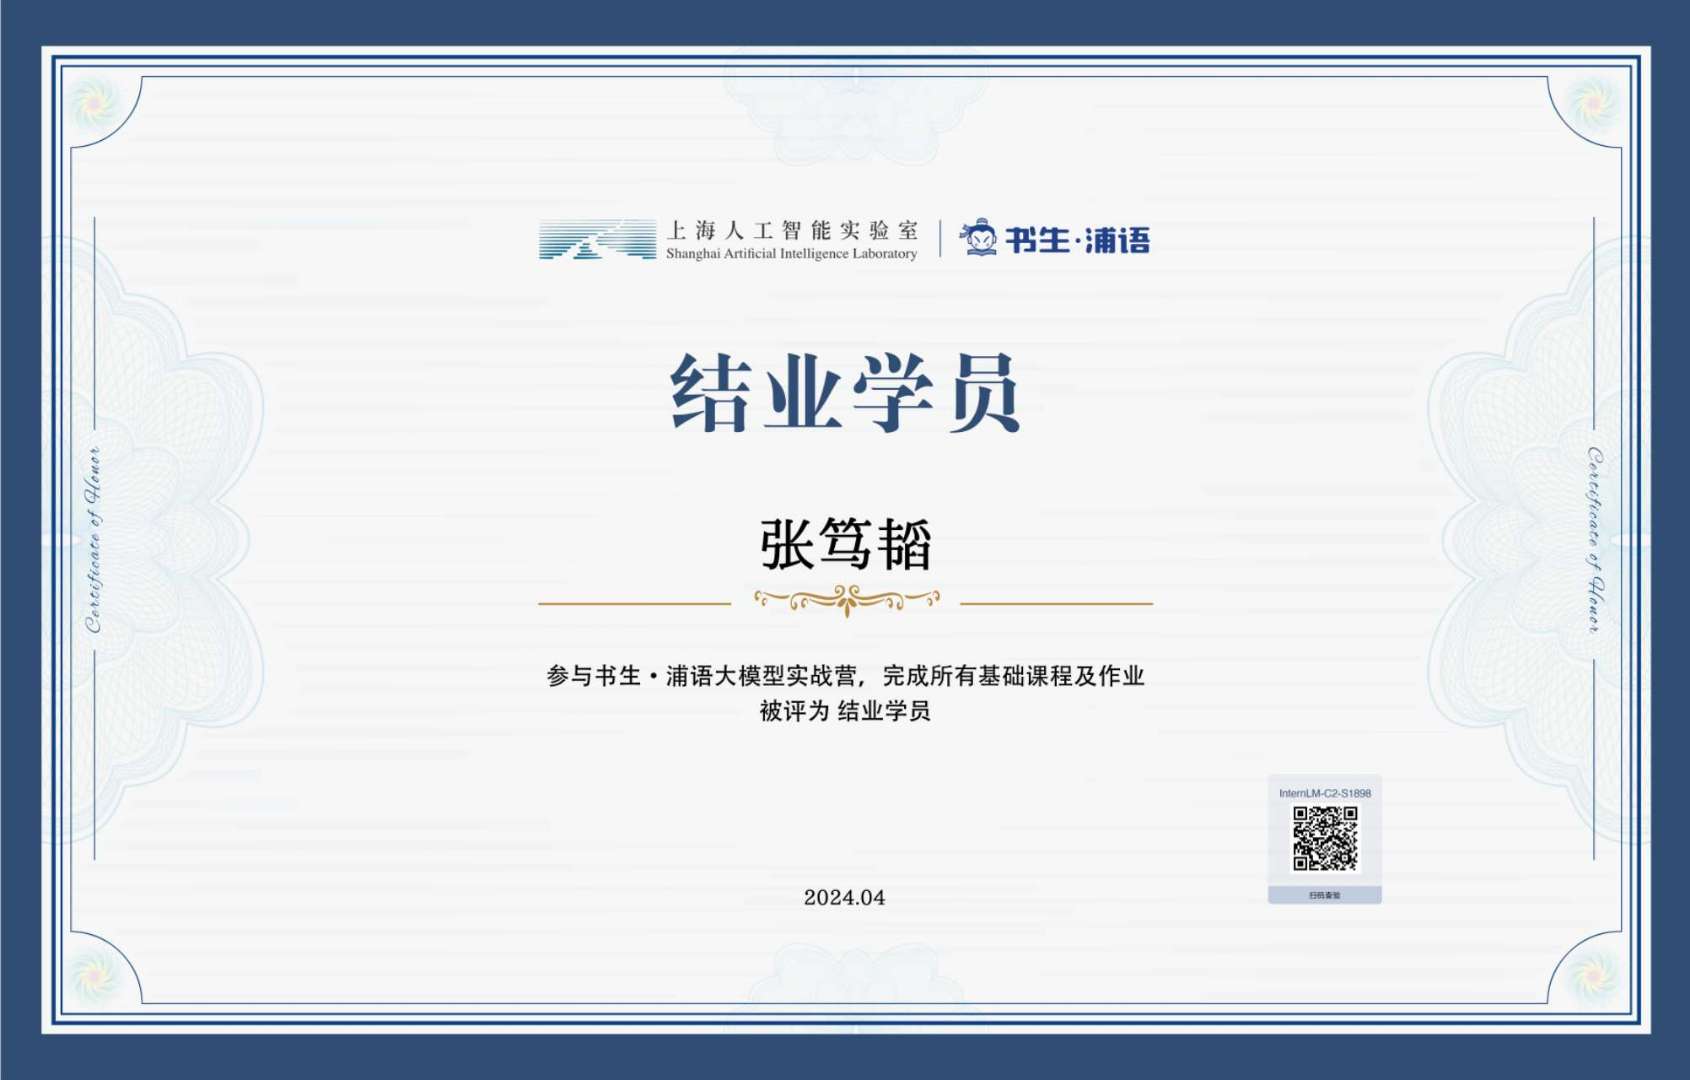 上海人工智能实验室
Shanghai Artificial Intelligence Laboratory
书生·浦语
结业学员
Certificate of Honor
Certificate of Honor
张笃韬
参与书生·浦语大模型实战营，完成所有基础课程及作业
被评为 结业学员
InternLM-C2-S1898
扫码查验
2024.04